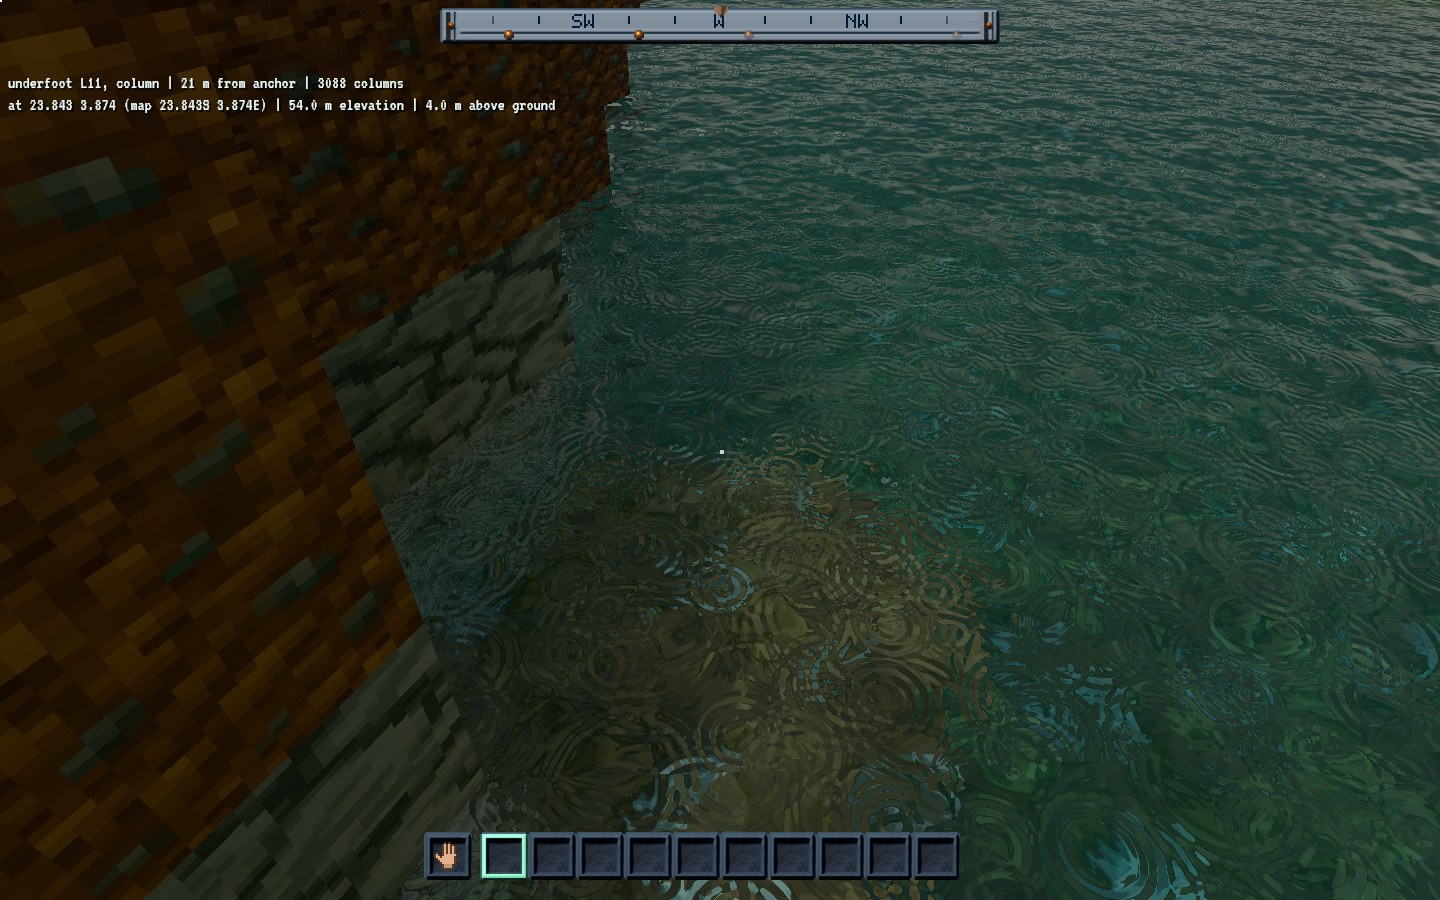 SW W NW
underfoot L11, column | 21 m from anchor | 3088 columns
at 23.843 3.874 (map 23.843S 3.874E) | 54.0 m elevation | 4.0 m above ground